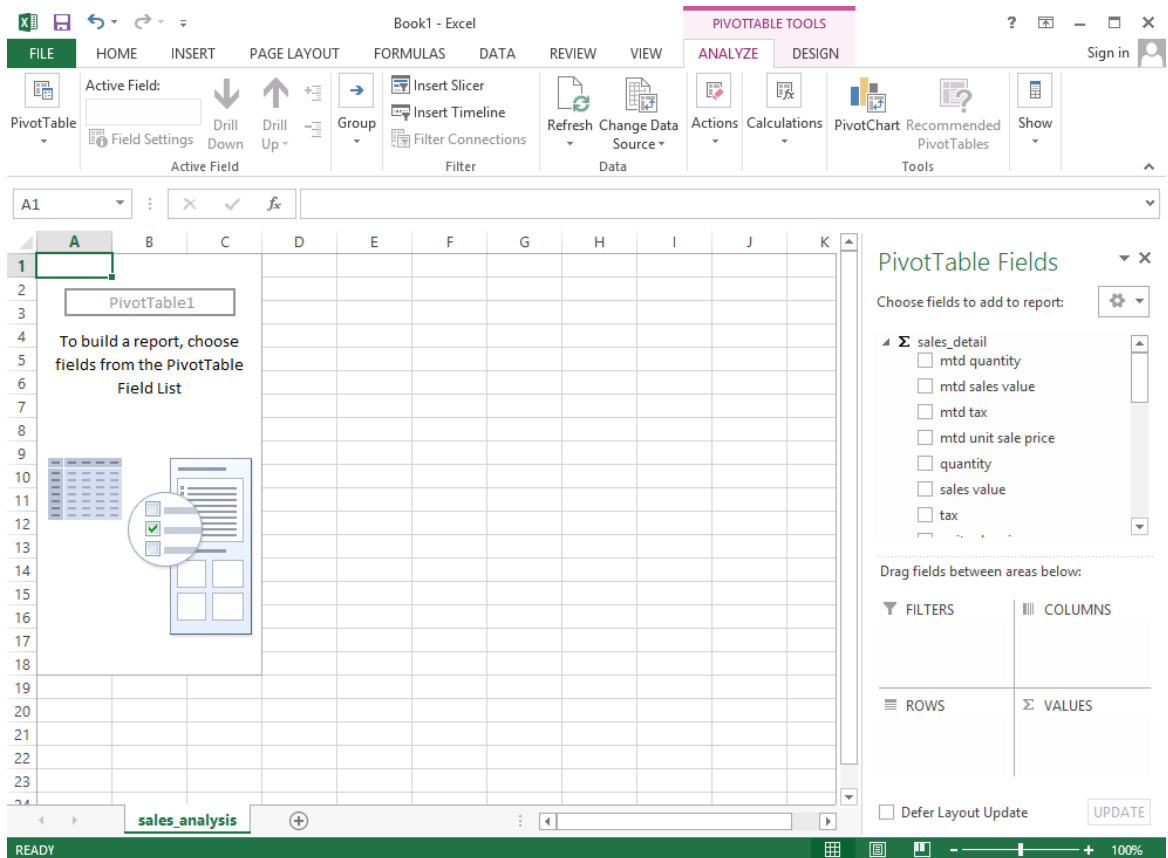 Book1 - Excel
PIVOTTABLE TOOLS
?
FILE HOME INSERT PAGE LAYOUT FORMULAS DATA REVIEW VIEW ANALYZE DESIGN Sign in
PivotTable
Active Field:
Field Settings
Drill Down
Drill Up
Active Field
Group
Insert Slicer
Insert Timeline
Filter Connections
Filter
Refresh
Change Data Source
Data
Actions
Calculations
PivotChart
Recommended PivotTables
Tools
Show
A1
fx
A B C D E F G H I J K
1
2
3
4
5
6
7
8
9
10
11
12
13
14
15
16
17
18
19
20
21
22
23
24
PivotTable1
To build a report, choose
fields from the PivotTable
Field List
PivotTable Fields
Choose fields to add to report:
Σ sales_detail
mtd quantity
mtd sales value
mtd tax
mtd unit sale price
quantity
sales value
tax
Drag fields between areas below:
FILTERS
COLUMNS
ROWS
Σ VALUES
Defer Layout Update
UPDATE
sales_analysis
READY
100%